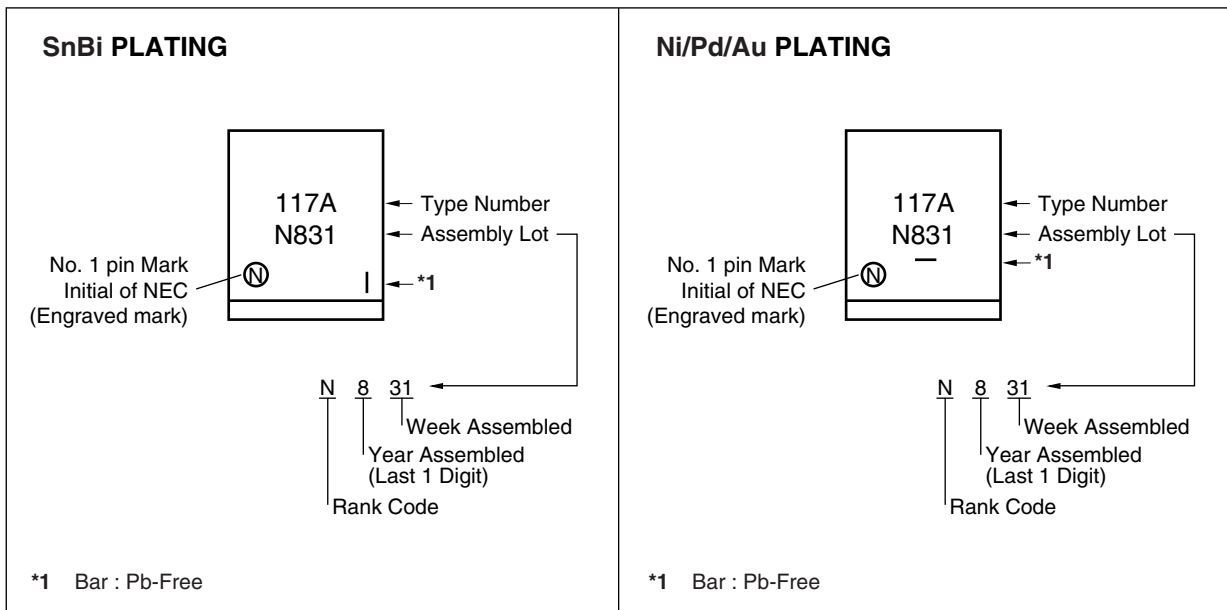 SnBi PLATING
117A
N831
N
Type Number
Assembly Lot
*1
No. 1 pin Mark
Initial of NEC
(Engraved mark)
N 8 31
Week Assembled
Year Assembled
(Last 1 Digit)
Rank Code
*1 Bar : Pb-Free
Ni/Pd/Au PLATING
117A
N831
N
Type Number
Assembly Lot
*1
No. 1 pin Mark
Initial of NEC
(Engraved mark)
N 8 31
Week Assembled
Year Assembled
(Last 1 Digit)
Rank Code
*1 Bar : Pb-Free